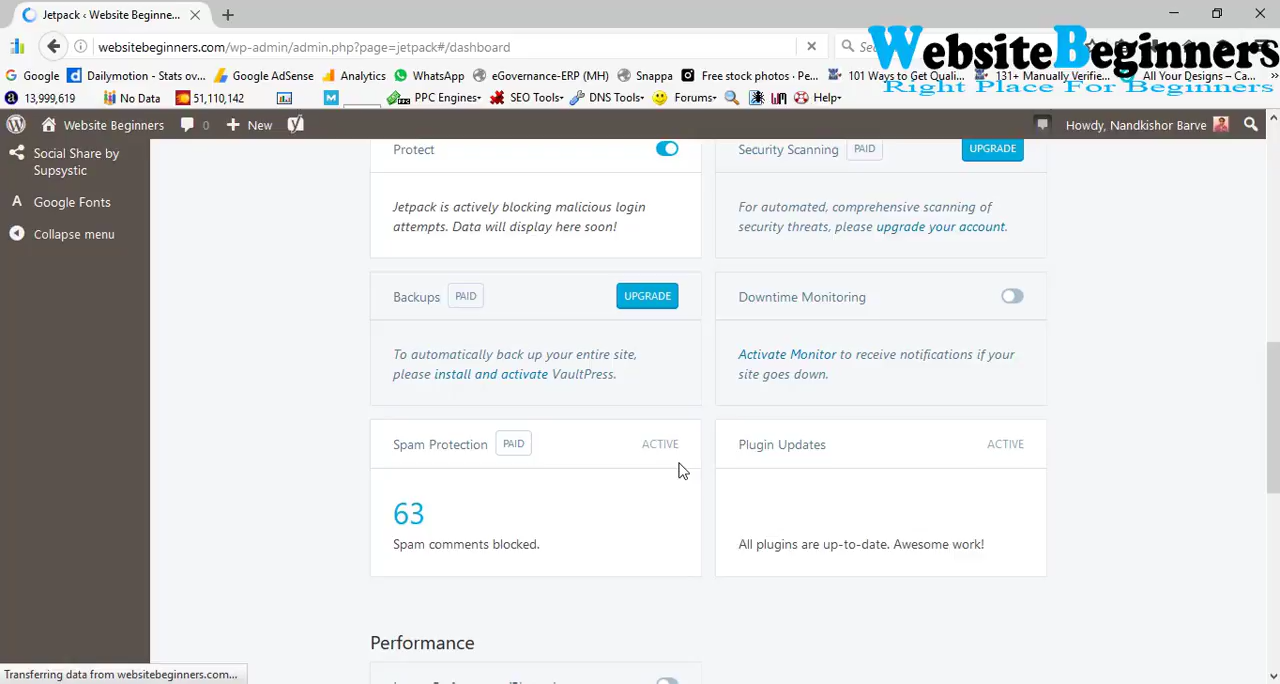 Jetpack ‹ Website Beginne...
websitebeginners.com/wp-admin/admin.php?page=jetpack#/dashboard
WebsiteBeginners
Right Place For Beginners
Google
Dailymotion - Stats ov...
Google AdSense
Analytics
WhatsApp
eGovernance-ERP (MH)
Snappa
Free stock photos · Pe...
101 Ways to Get Quali...
131+ Manually Verifie...
All Your Designs – Ca...
13,999,619
No Data
51,110,142
PPC Engines
SEO Tools
DNS Tools
Forums
Help
Website Beginners
0
New
Howdy, Nandkishor Barve
Social Share by
Supsystic
Google Fonts
Collapse menu
Protect
Jetpack is actively blocking malicious login
attempts. Data will display here soon!
Security Scanning
PAID
UPGRADE
For automated, comprehensive scanning of
security threats, please upgrade your account.
Backups
PAID
UPGRADE
To automatically back up your entire site,
please install and activate VaultPress.
Downtime Monitoring
Activate Monitor to receive notifications if your
site goes down.
Spam Protection
PAID
ACTIVE
63
Spam comments blocked.
Plugin Updates
ACTIVE
All plugins are up-to-date. Awesome work!
Performance
Transferring data from websitebeginners.com...